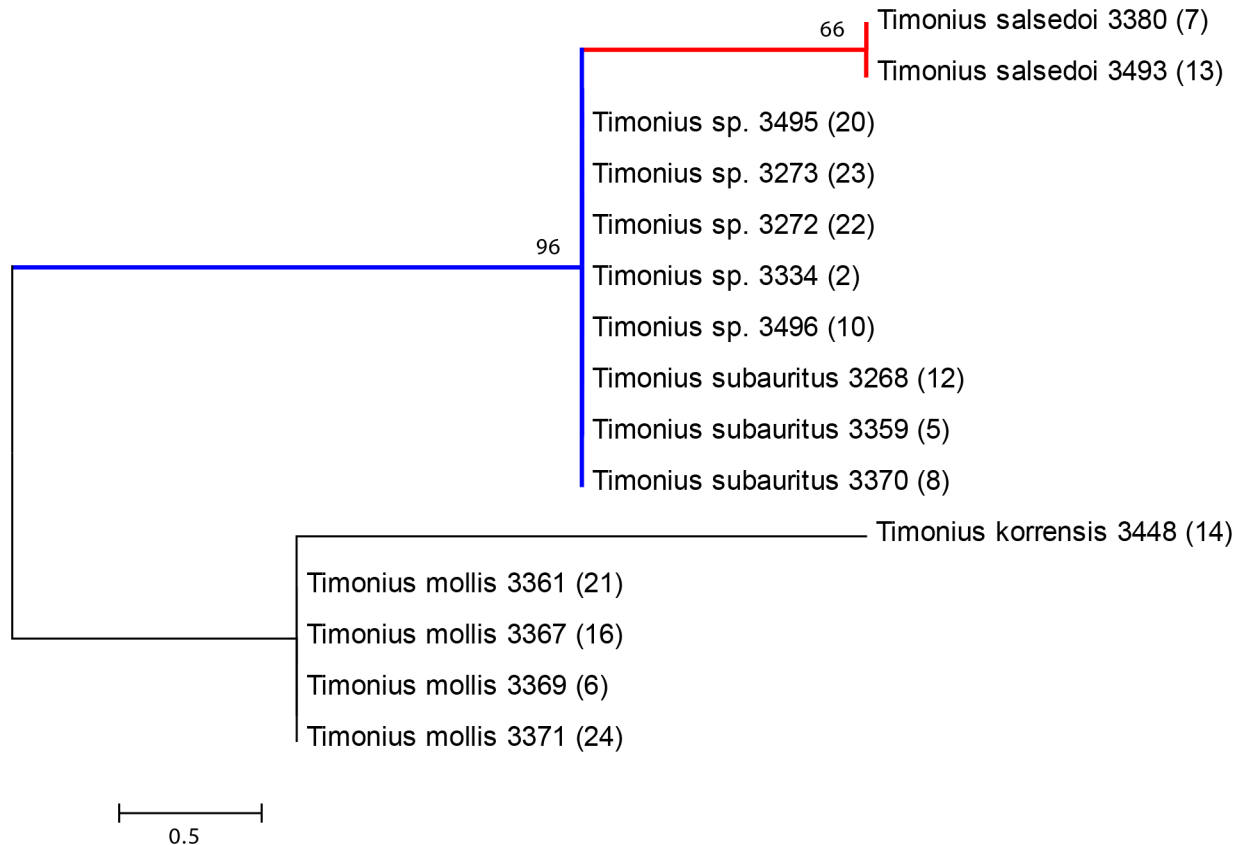 66
Timonius salsedoi 3380 (7)
Timonius salsedoi 3493 (13)
Timonius sp. 3495 (20)
Timonius sp. 3273 (23)
Timonius sp. 3272 (22)
96
Timonius sp. 3334 (2)
Timonius sp. 3496 (10)
Timonius subauritus 3268 (12)
Timonius subauritus 3359 (5)
Timonius subauritus 3370 (8)
Timonius korrensis 3448 (14)
Timonius mollis 3361 (21)
Timonius mollis 3367 (16)
Timonius mollis 3369 (6)
Timonius mollis 3371 (24)
0.5